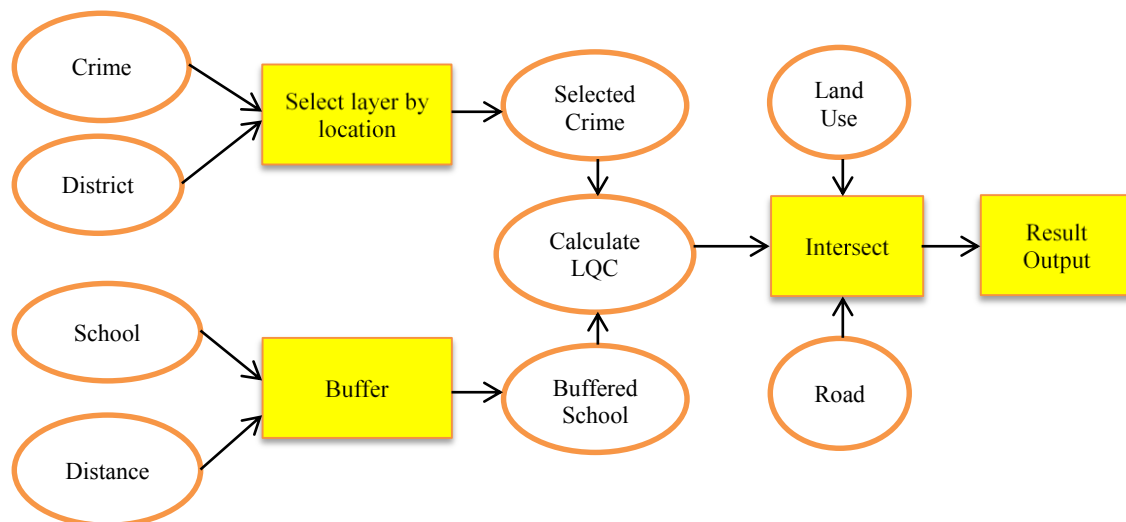 Crime
District
Select layer by
location
Selected
Crime
Land
Use
Calculate
LQC
Intersect
Result
Output
School
Distance
Buffer
Buffered
School
Road